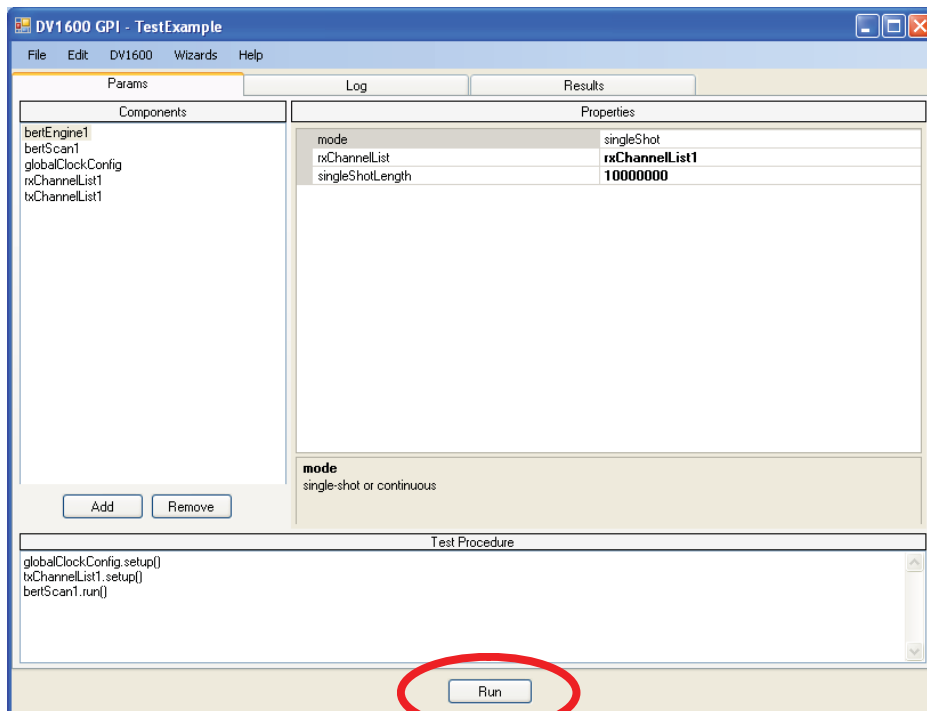 DV1600 GPI - TestExample
File Edit DV1600 Wizards Help
Params Log Results
Components
bertEngine1
bertScan1
globalClockConfig
rxChannelList1
txChannelList1
Add Remove
Properties
mode singleShot
rxChannelList rxChannelList1
singleShotLength 10000000
mode
single-shot or continuous
Test Procedure
globalClockConfig.setup()
txChannelList1.setup()
bertScan1.run()
Run